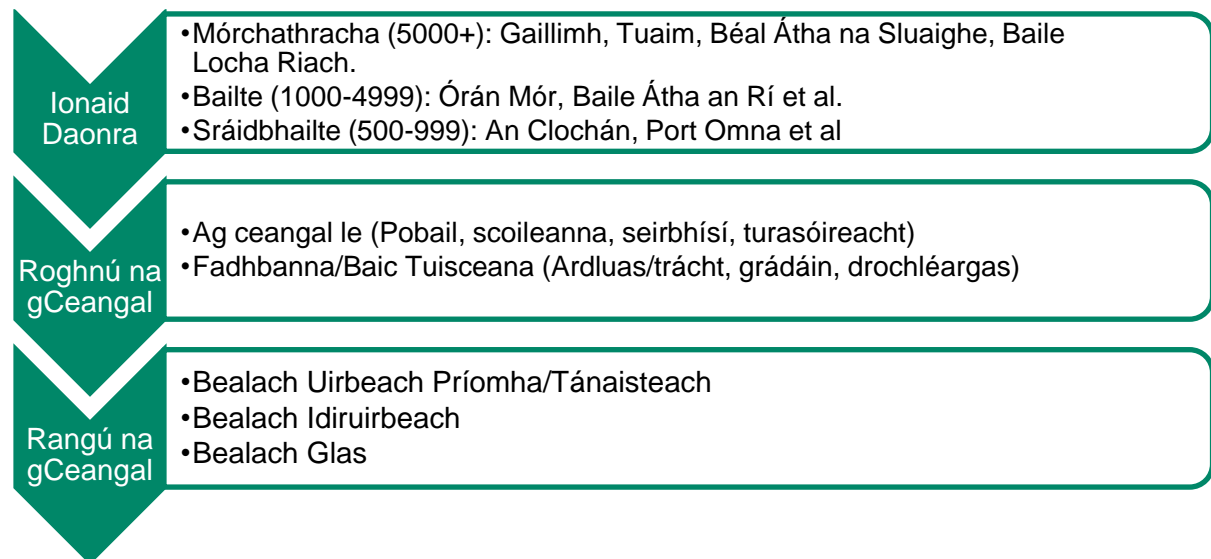 Ionaid
Daonra
•Mórchathracha (5000+): Gaillimh, Tuaim, Béal Átha na Sluaighe, Baile
Locha Riach.
•Bailte (1000-4999): Órán Mór, Baile Átha an Rí et al.
•Sráidbhailte (500-999): An Clochán, Port Omna et al
Roghnú na
gCeangal
•Ag ceangal le (Pobail, scoileanna, seirbhísí, turasóireacht)
•Fadhbanna/Baic Tuisceana (Ardluas/trácht, grádáin, drochléargas)
Rangú na
gCeangal
•Bealach Uirbeach Príomha/Tánaisteach
•Bealach Idiruirbeach
•Bealach Glas